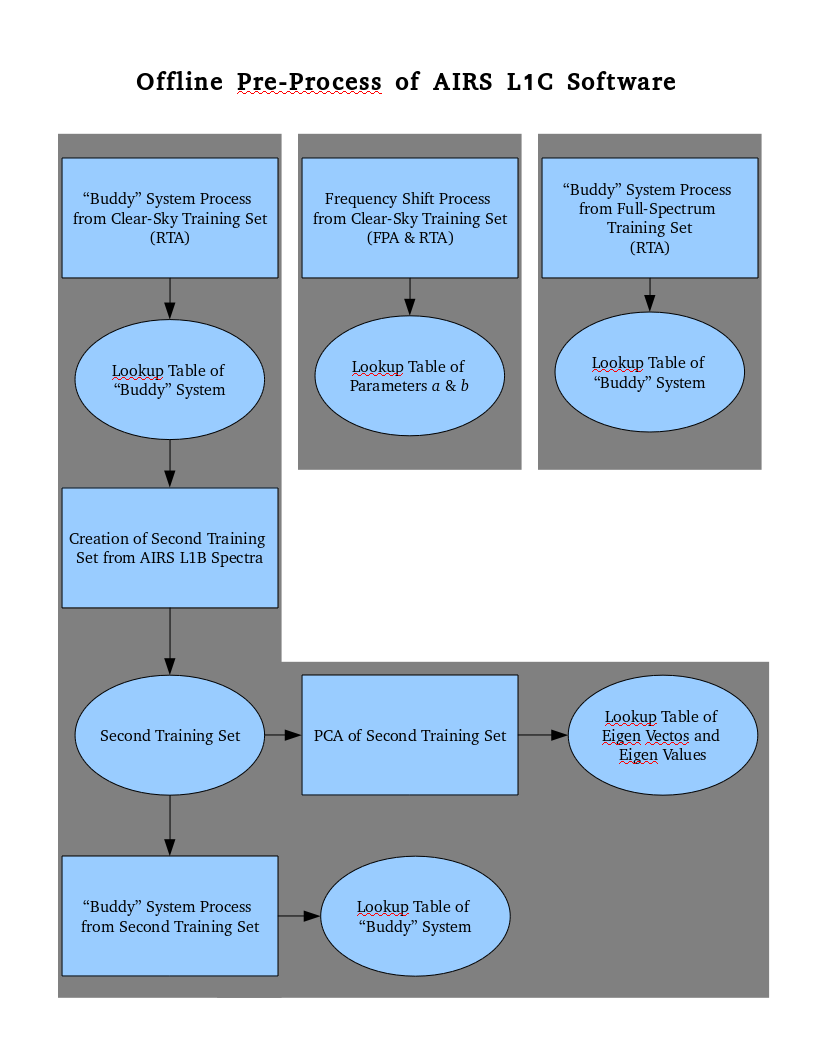 Offline Pre-Process of AIRS L1C Software
“Buddy” System Process
from Clear-Sky Training Set
(RTA)
Frequency Shift Process
from Clear-Sky Training Set
(FPA & RTA)
“Buddy” System Process
from Full-Spectrum
Training Set
(RTA)
Lookup Table of
“Buddy” System
Lookup Table of
Parameters a & b
Lookup Table of
“Buddy” System
Creation of Second Training
Set from AIRS L1B Spectra
Second Training Set
PCA of Second Training Set
Lookup Table of
Eigen Vectos and
Eigen Values
“Buddy” System Process
from Second Training Set
Lookup Table of
“Buddy” System